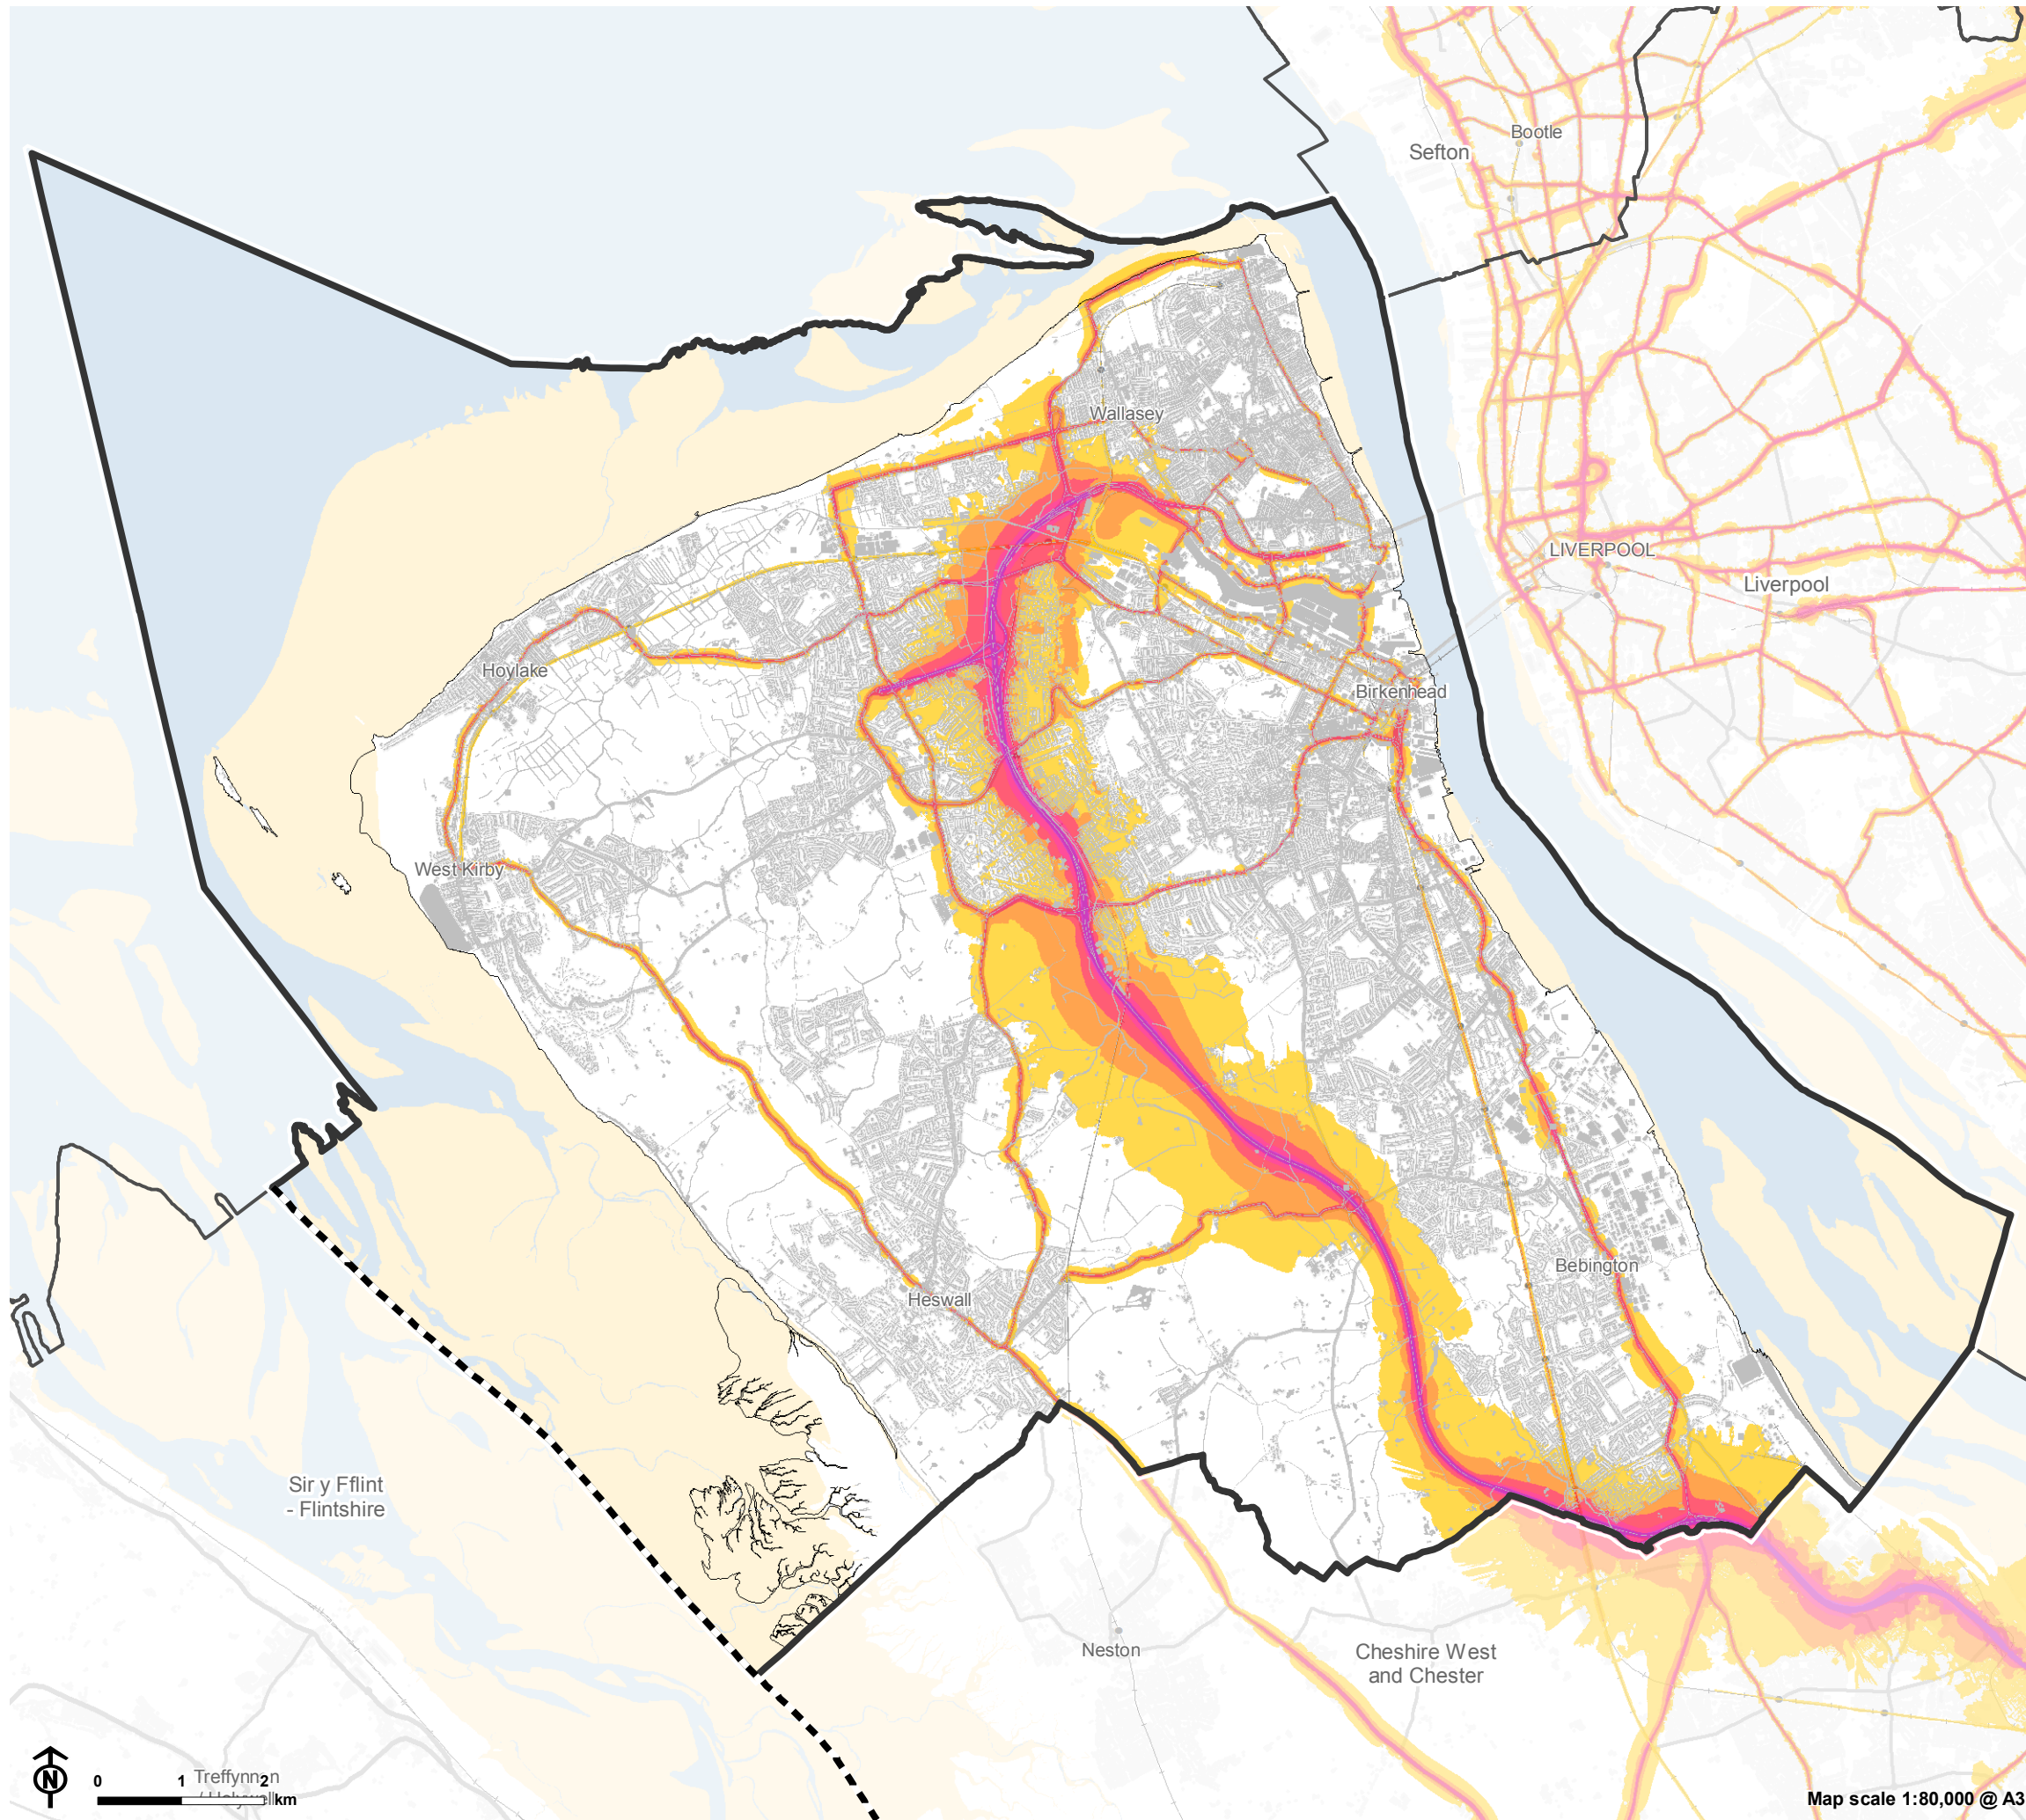 Bootle
Sefton
Wallasey
LIVERPOOL
Liverpool
Hoylake
Birkenhead
West Kirby
Bebington
Heswall
Sir y Fflint
- Flintshire
Neston
Cheshire West
and Chester
N
0 1 2
km
Map scale 1:80,000 @ A3